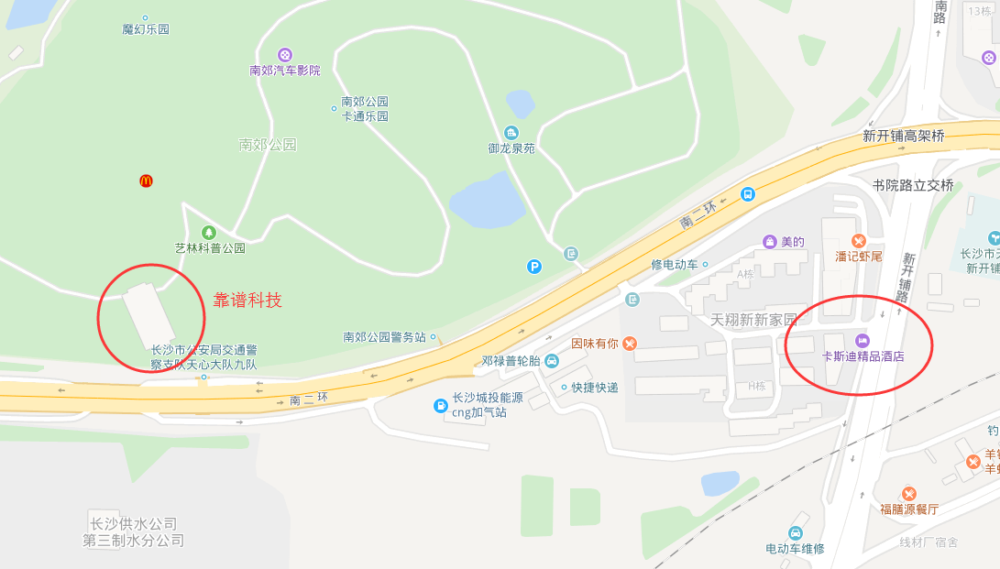 南路
13栋
魔幻乐园
南郊汽车影院
南郊公园
卡通乐园
新开铺高架桥
南郊公园
御龙泉苑
书院路立交桥
南二环
艺林科普公园
美的
潘记虾尾
长沙市天
新开铺
P
修电动车
A栋
新开铺路
靠谱科技
天翔新新家园
南郊公园警务站
因味有你
长沙市公安局交通警
察支队天心大队九队
邓禄普轮胎
卡斯迪精品酒店
快捷快递
H栋
南二环
长沙城投能源
cng加气站
钓
羊
羊
福膳源餐厅
长沙供水公司
第三制水分公司
电动车维修
线材厂宿舍